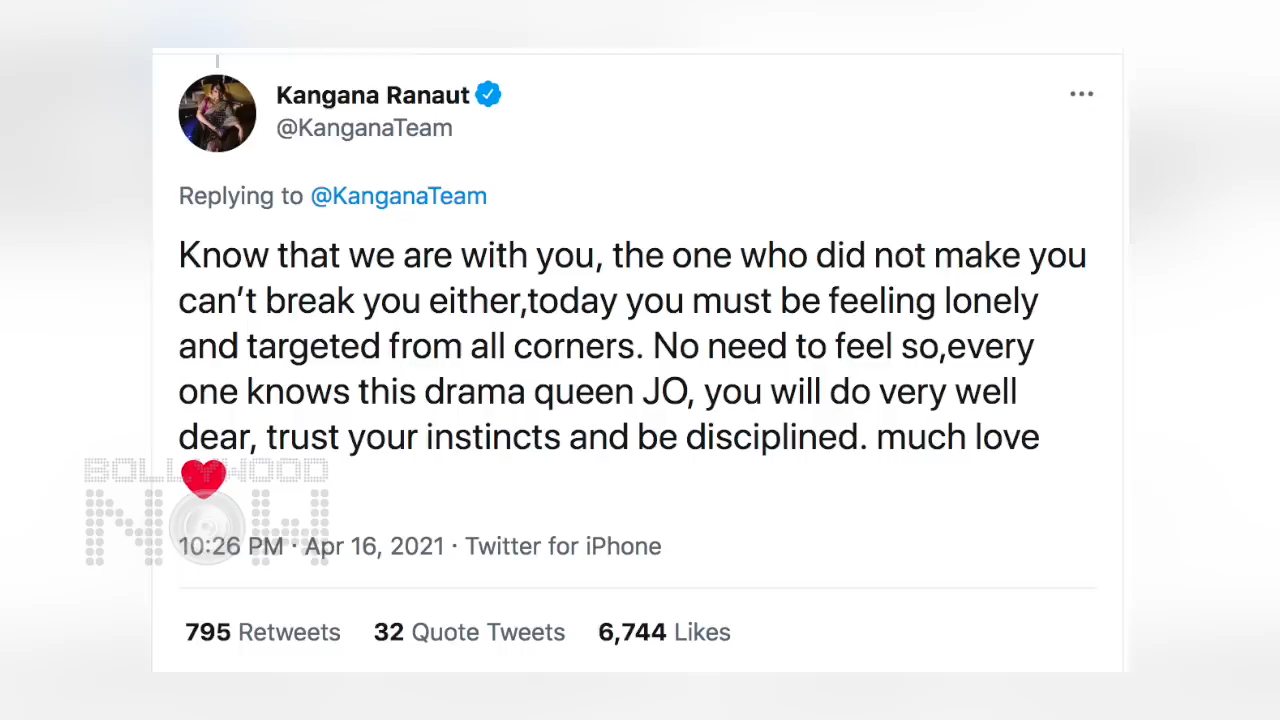 Kangana Ranaut
@KanganaTeam
Replying to @KanganaTeam
Know that we are with you, the one who did not make you
can't break you either,today you must be feeling lonely
and targeted from all corners. No need to feel so,every
one knows this drama queen JO, you will do very well
dear, trust your instincts and be disciplined. much love
❤️
BOLLYWOOD
NOW
10:26 PM · Apr 16, 2021 · Twitter for iPhone
795 Retweets 32 Quote Tweets 6,744 Likes